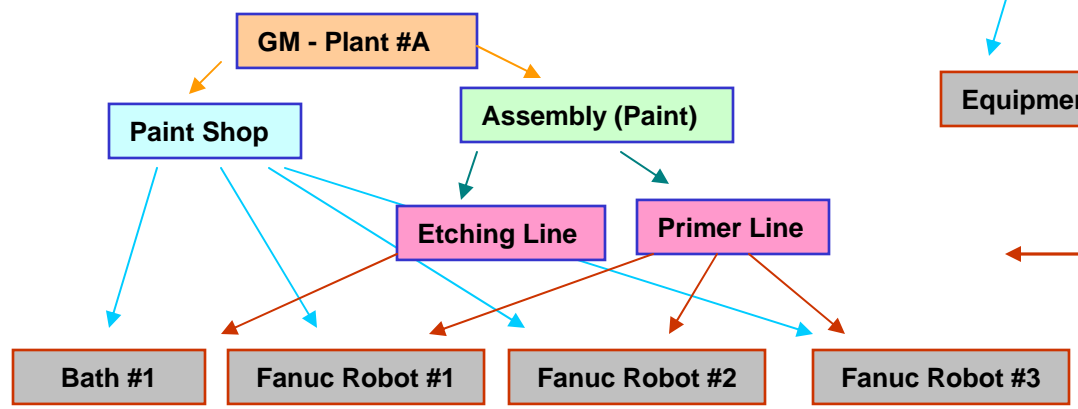 GM - Plant #A
Paint Shop
Assembly (Paint)
Etching Line
Primer Line
Bath #1
Fanuc Robot #1
Fanuc Robot #2
Fanuc Robot #3